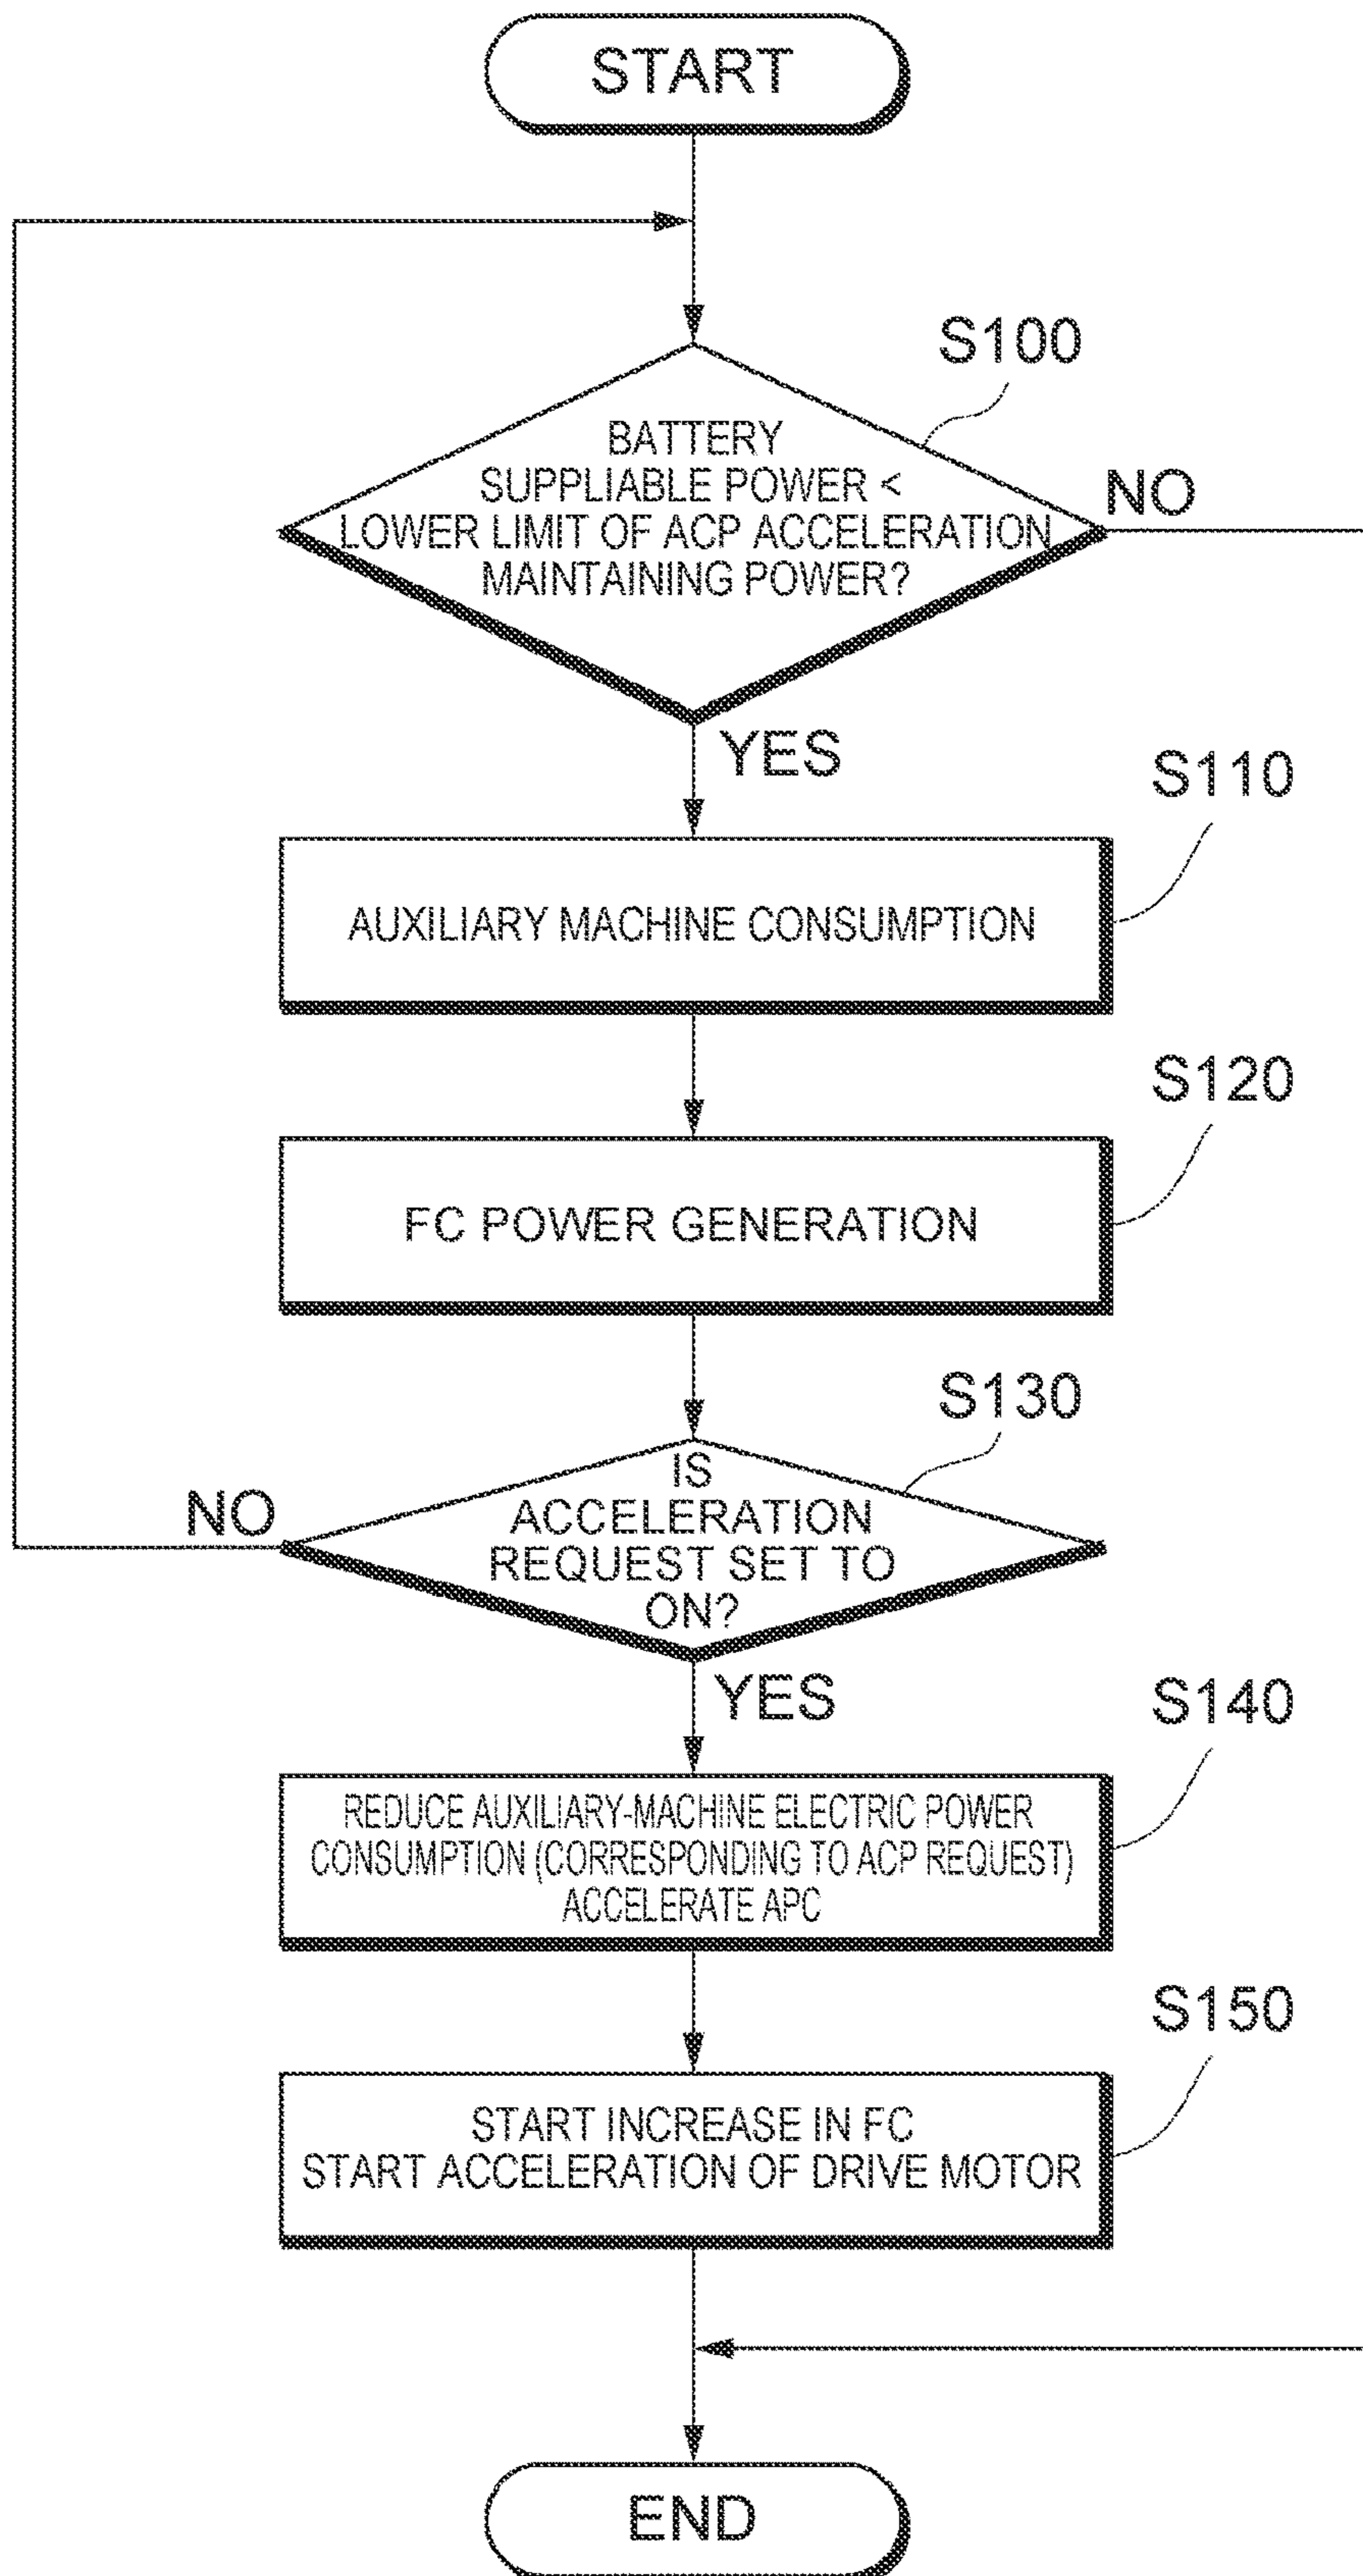 START
S100
BATTERY
SUPPLIABLE POWER <
LOWER LIMIT OF ACP ACCELERATION
MAINTAINING POWER?
NO
YES
S110
AUXILIARY MACHINE CONSUMPTION
S120
FC POWER GENERATION
S130
IS
ACCELERATION
REQUEST SET TO
ON?
NO
YES
S140
REDUCE AUXILIARY-MACHINE ELECTRIC POWER
CONSUMPTION (CORRESPONDING TO ACP REQUEST)
ACCELERATE APC
S150
START INCREASE IN FC
START ACCELERATION OF DRIVE MOTOR
END